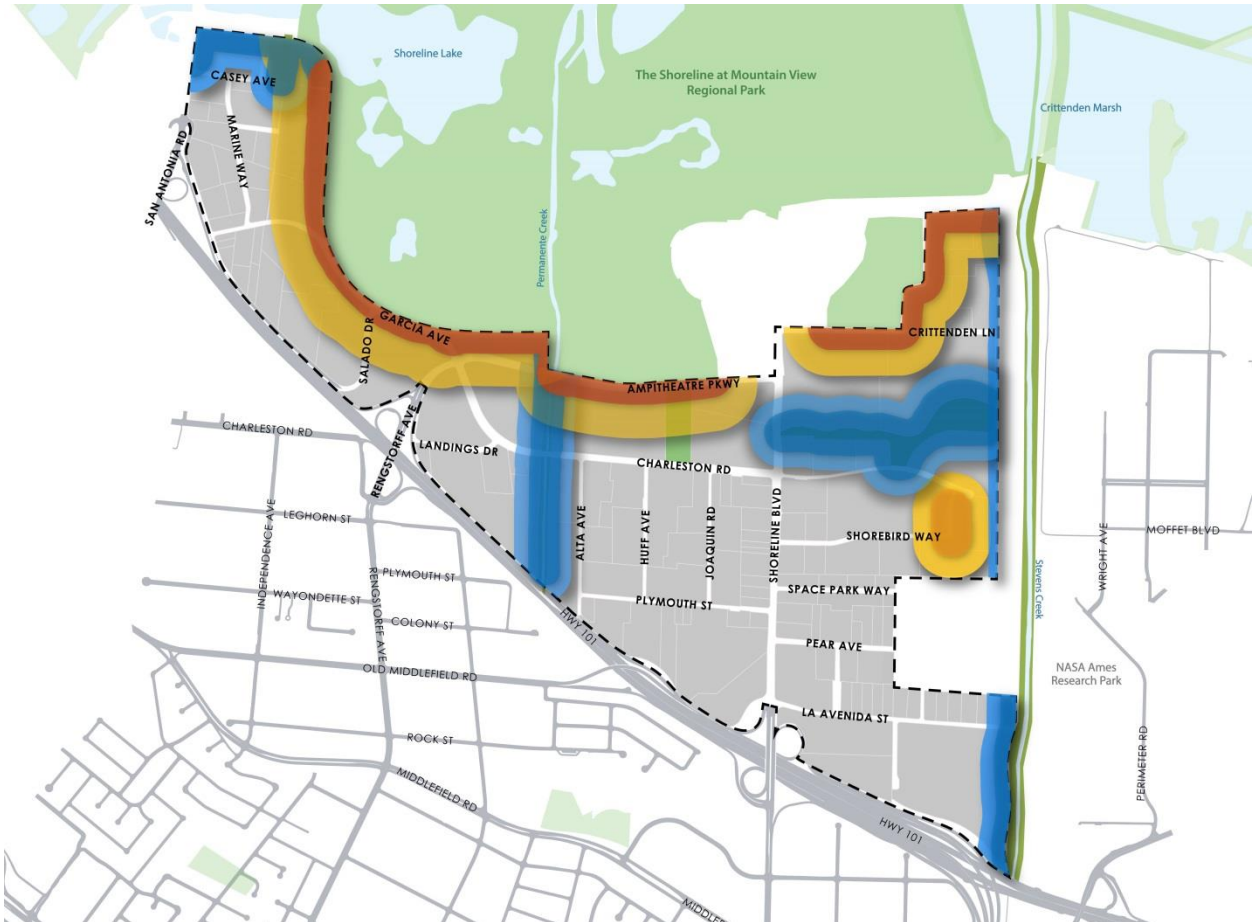 Shoreline Lake
The Shoreline at Mountain View
Regional Park
Crittenden Marsh
CASEY AVE
MARINE WAY
SAN ANTONIA RD
Permanente Creek
SALADO DR
GARCIA AVE
CRITTENDEN LN
AMPITHEATRE PKWY
CHARLESTON RD
RENGSTORFF AVE
LANDINGS DR
CHARLESTON RD
SHORELINE BLVD
INDEPENDENCE AVE
LEGHORN ST
ALTA AVE
HUFF AVE
JOAQUIN RD
SHOREBIRD WAY
WRIGHT AVE
MOFFET BLVD
PLYMOUTH ST
WAYONDETTE ST
RENGSTORFF AVE
COLONY ST
PLYMOUTH ST
SPACE PARK WAY
Stevens Creek
HWY 101
PEAR AVE
OLD MIDDLEFIELD RD
NASA Ames
Research Park
LA AVENIDA ST
ROCK ST
PERIMETER RD
MIDDLEFIELD RD
HWY 101